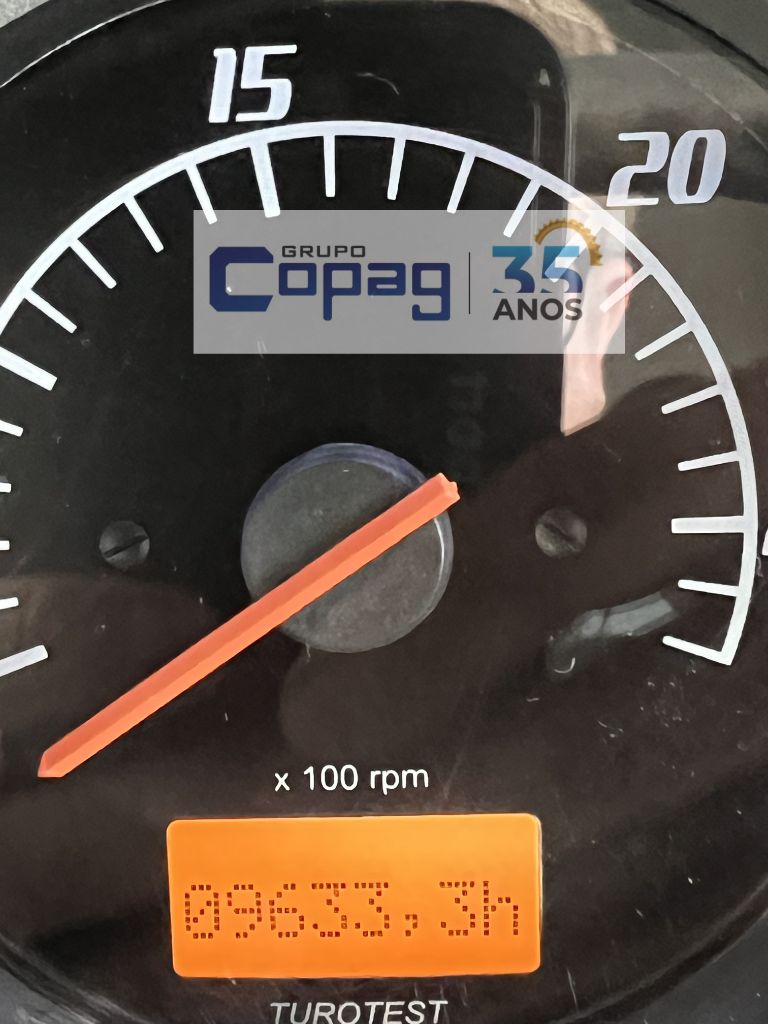 15
20
GRUPO
Copag
35
ANOS
x 100 rpm
09633,3h
TUROTEST